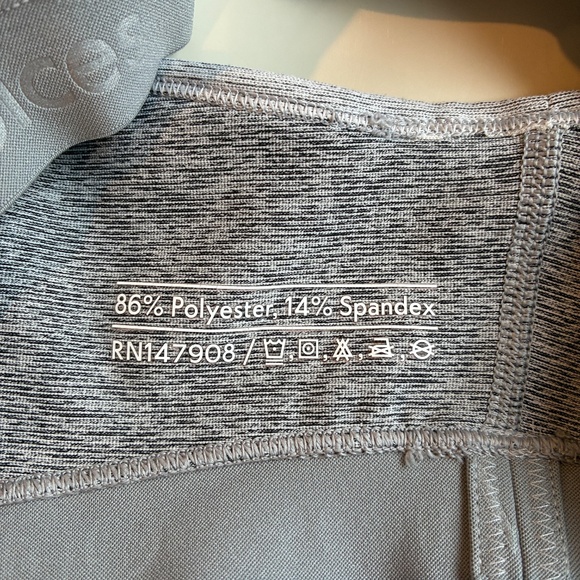 86% Polyester, 14% Spandex
RN147908 /